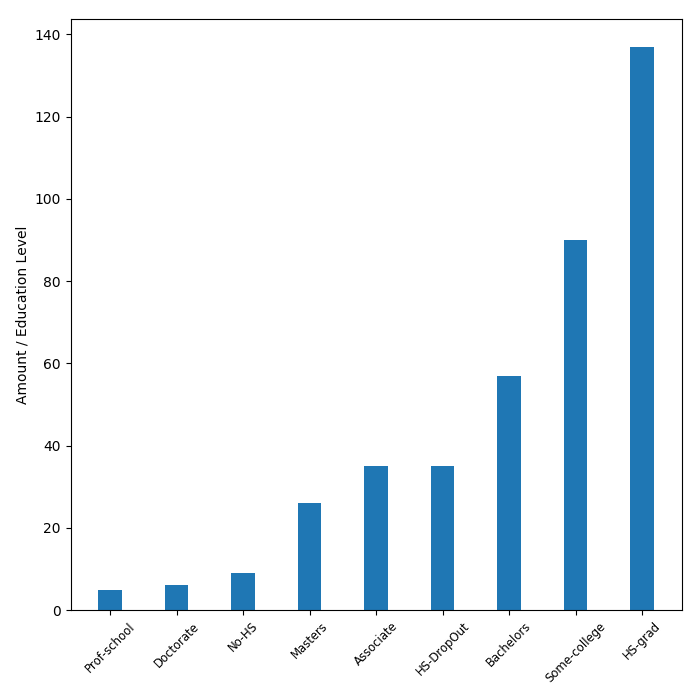 140
120
100
80
60
40
20
0
Amount / Education Level
Prof-school
Doctorate
No-HS
Masters
Associate
HS-DropOut
Bachelors
Some-college
HS-grad